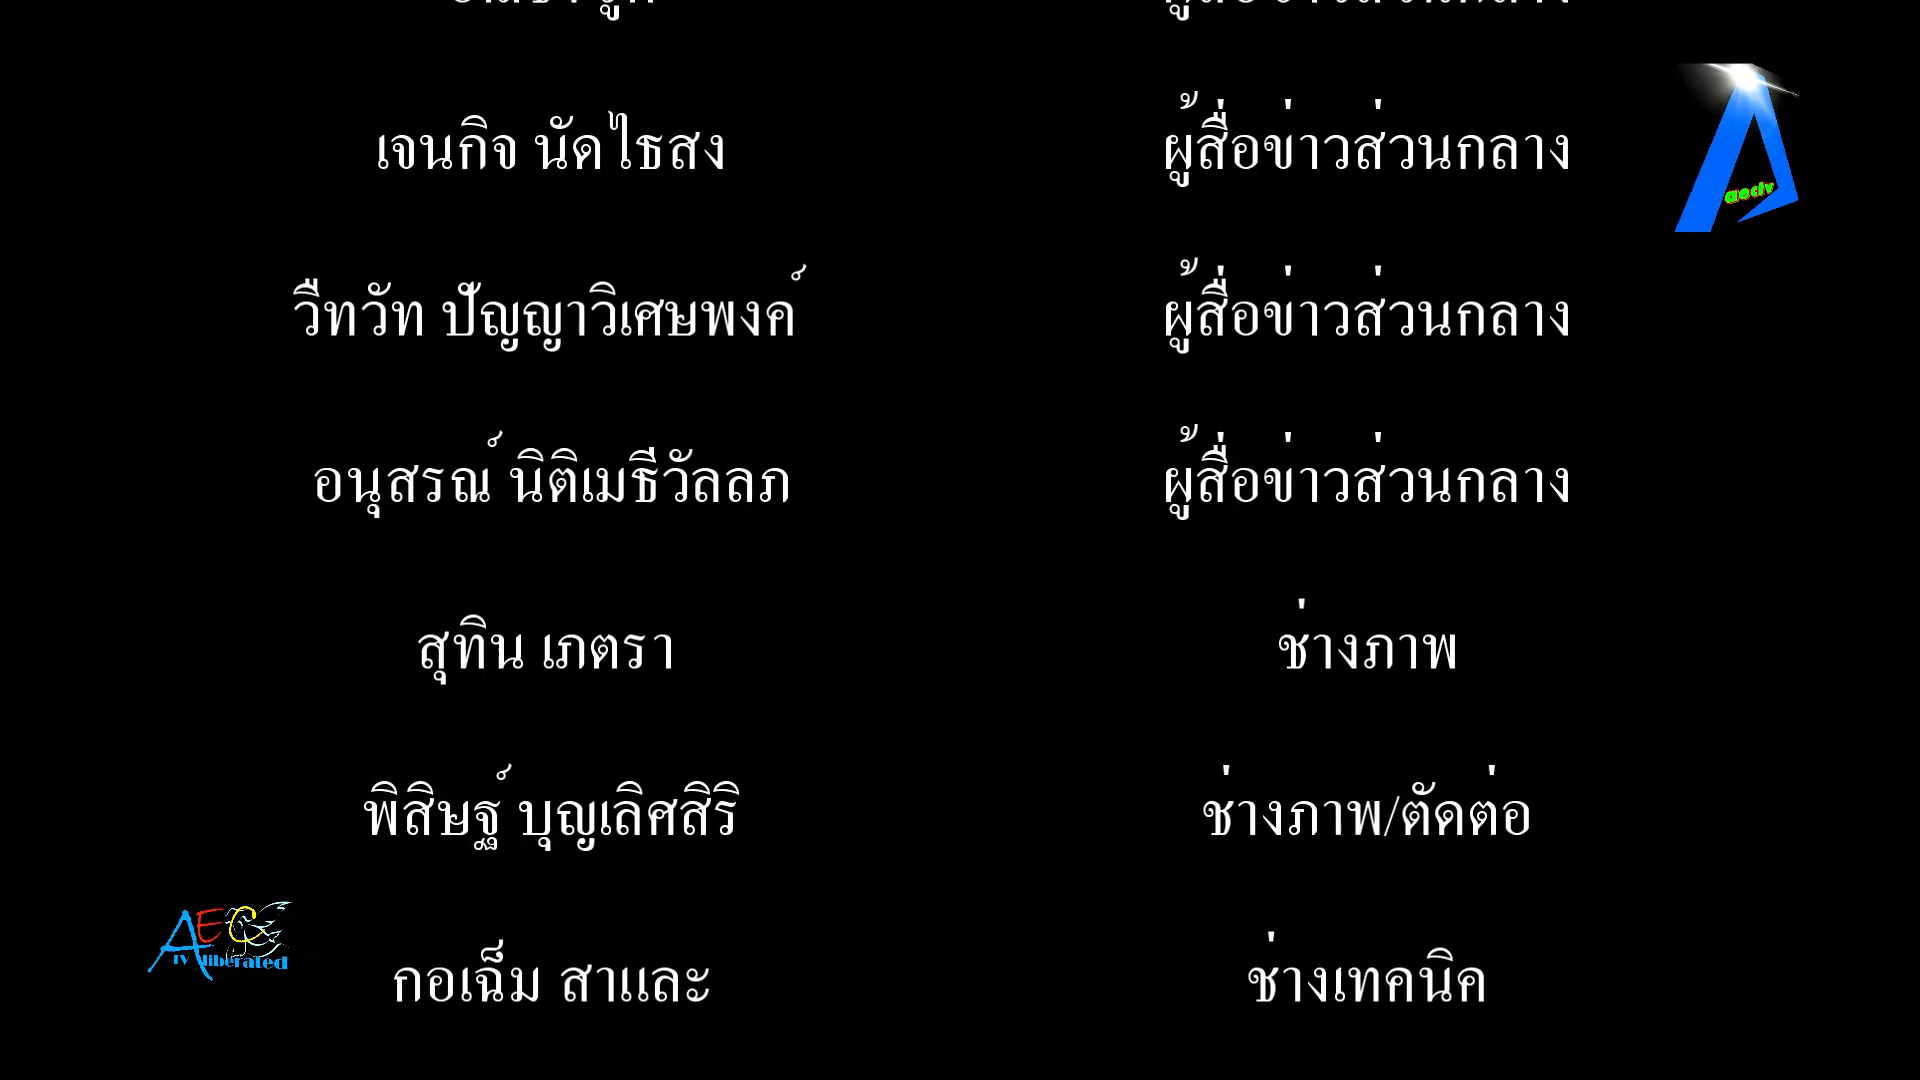 เจนกิจ นัดไธสง ผู้สื่อข่าวส่วนกลาง
aectv
วืทวัท ปัญญาวิเศษพงค์ ผู้สื่อข่าวส่วนกลาง
อนุสรณ์ นิติเมธีวัลลภ ผู้สื่อข่าวส่วนกลาง
สุทิน เภตรา ช่างภาพ
พิสิษฐ์ บุญเลิศสิริ ช่างภาพ/ตัดต่อ
AEC
TV liberated
กอเฉ็ม สาและ ช่างเทคนิค